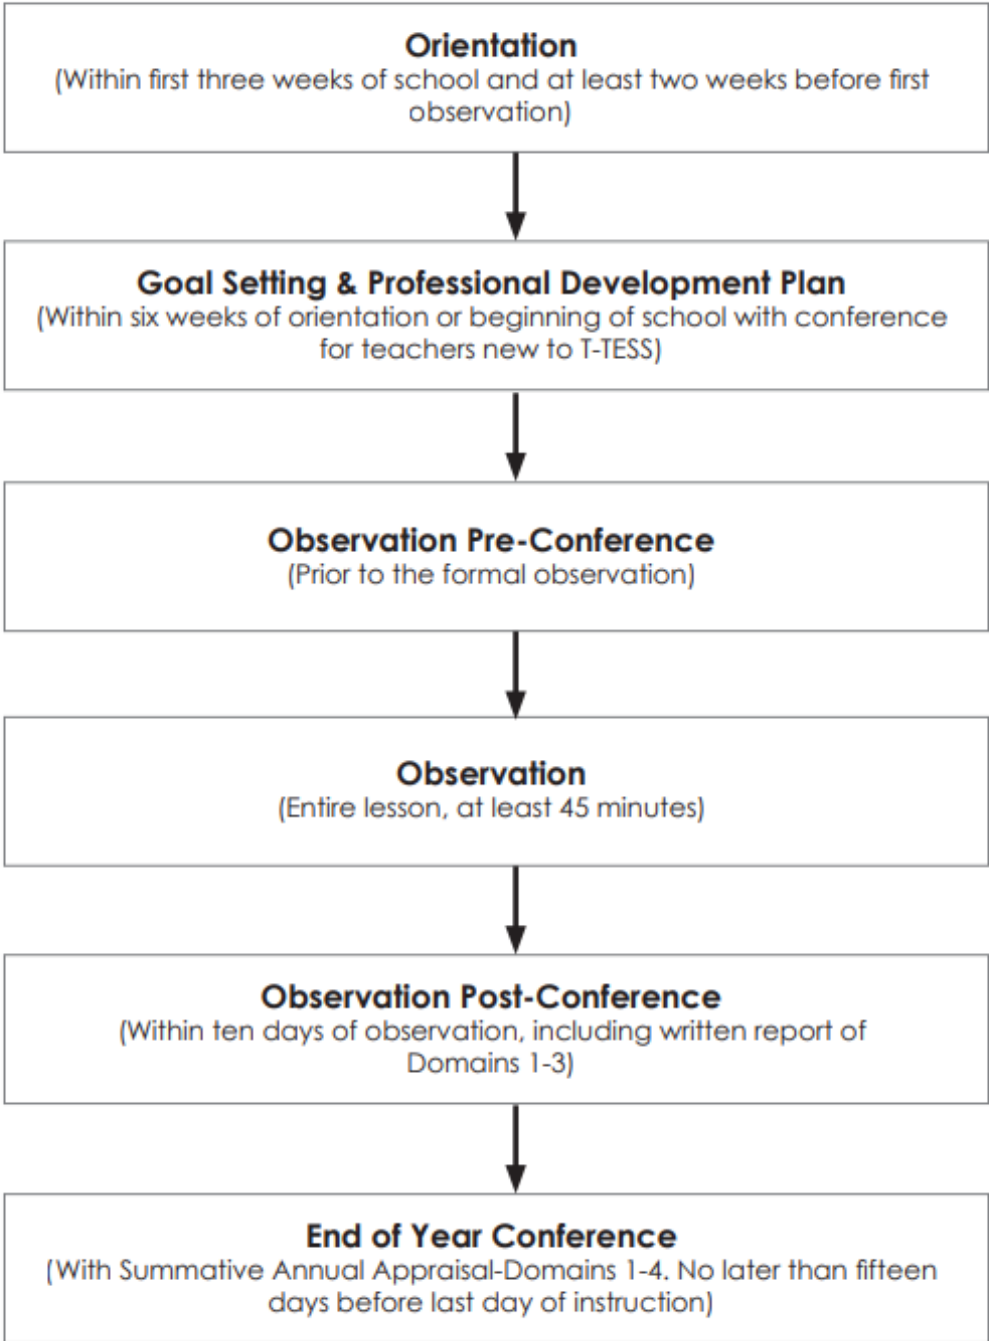 Orientation
(Within first three weeks of school and at least two weeks before first
observation)
Goal Setting & Professional Development Plan
(Within six weeks of orientation or beginning of school with conference
for teachers new to T-TESS)
Observation Pre-Conference
(Prior to the formal observation)
Observation
(Entire lesson, at least 45 minutes)
Observation Post-Conference
(Within ten days of observation, including written report of
Domains 1-3)
End of Year Conference
(With Summative Annual Appraisal-Domains 1-4. No later than fifteen
days before last day of instruction)